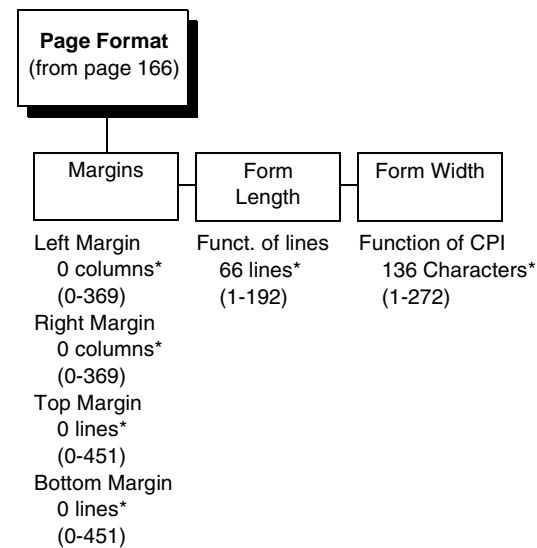 Page Format
(from page 166)
Margins
Form
Length
Form Width
Left Margin
0 columns*
(0-369)
Right Margin
0 columns*
(0-369)
Top Margin
0 lines*
(0-451)
Bottom Margin
0 lines*
(0-451)
Funct. of lines
66 lines*
(1-192)
Function of CPI
136 Characters*
(1-272)